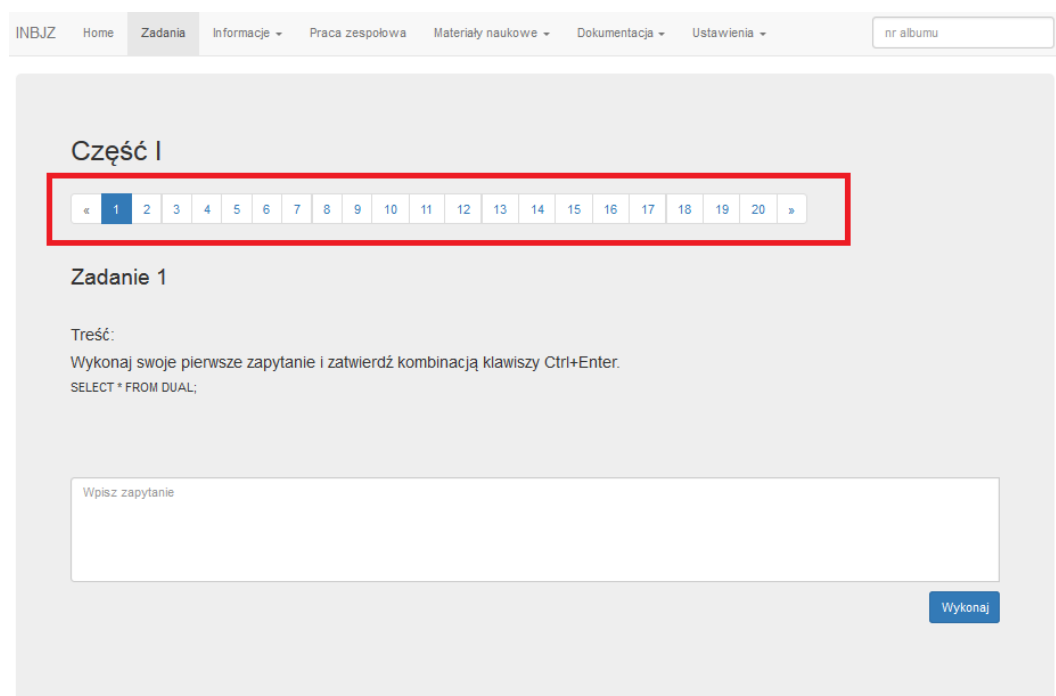 INBJZ Home Zadania Informacje Praca zespołowa Materiały naukowe Dokumentacja Ustawienia nr albumu
Część I
« 1 2 3 4 5 6 7 8 9 10 11 12 13 14 15 16 17 18 19 20 »
Zadanie 1
Treść:
Wykonaj swoje pierwsze zapytanie i zatwierdź kombinacją klawiszy Ctrl+Enter.
SELECT * FROM DUAL;
Wpisz zapytanie
Wykonaj